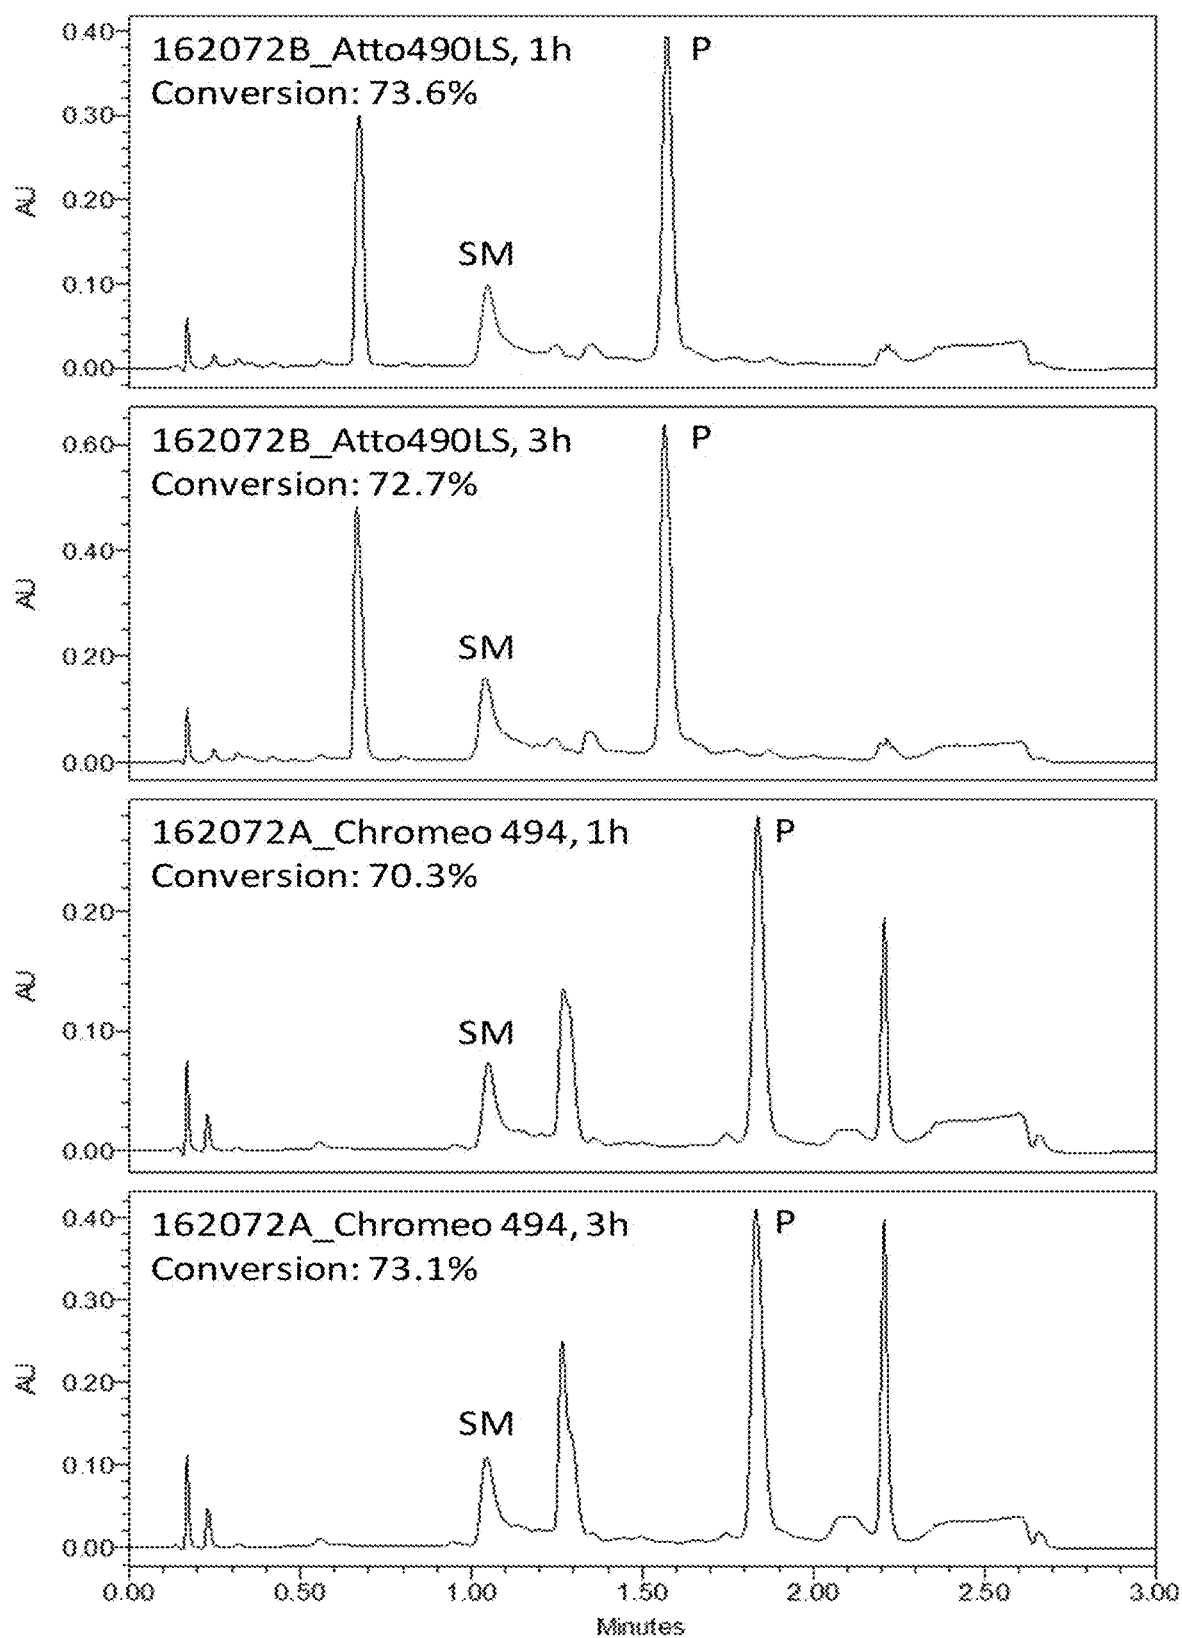 162072B_Atto490LS, 1h
Conversion: 73.6%
P
SM
AU
0.40
0.30
0.20
0.10
0.00
162072B_Atto490LS, 3h
Conversion: 72.7%
P
SM
AU
0.60
0.40
0.20
0.00
162072A_Chromeo 494, 1h
Conversion: 70.3%
P
SM
AU
0.20
0.10
0.00
162072A_Chromeo 494, 3h
Conversion: 73.1%
P
SM
AU
0.40
0.30
0.20
0.10
0.00
0.00 0.50 1.00 1.50 2.00 2.50 3.00
Minutes